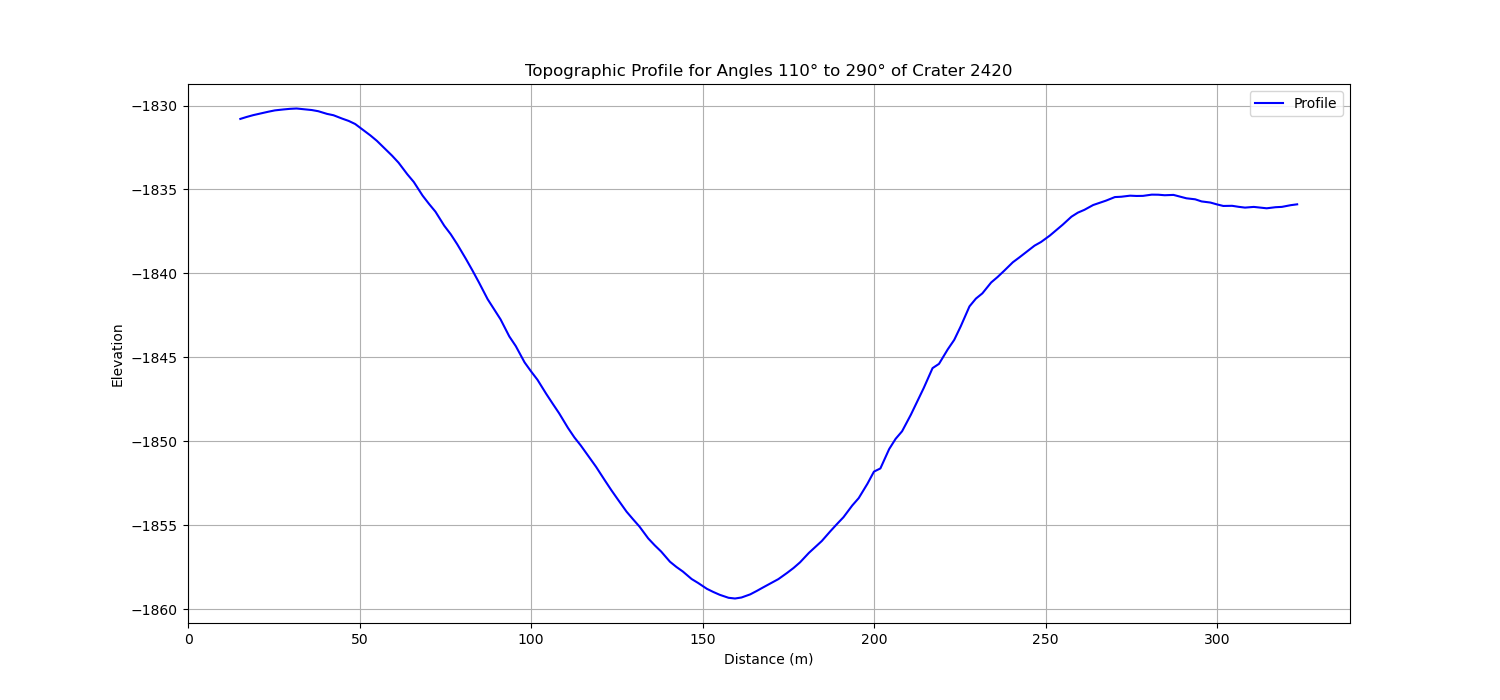 Topographic Profile for Angles 110° to 290° of Crater 2420
Profile
Elevation
−1830
−1835
−1840
−1845
−1850
−1855
−1860
0 50 100 150 200 250 300
Distance (m)